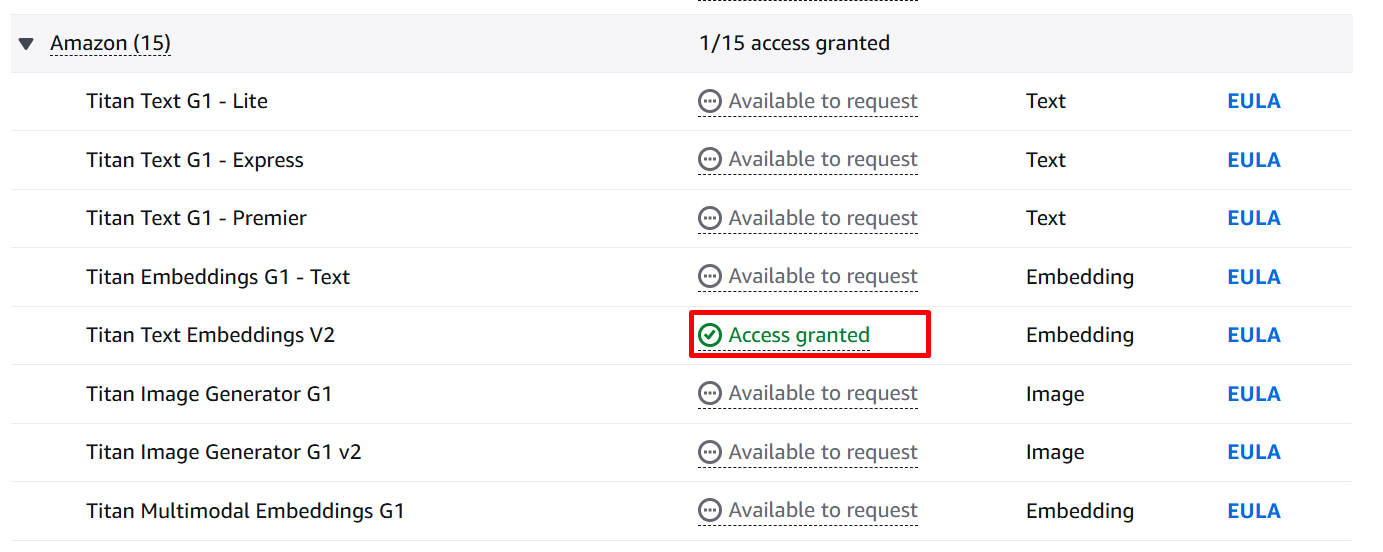 Amazon (15) 1/15 access granted
Titan Text G1 - Lite Available to request Text EULA
Titan Text G1 - Express Available to request Text EULA
Titan Text G1 - Premier Available to request Text EULA
Titan Embeddings G1 - Text Available to request Embedding EULA
Titan Text Embeddings V2 Access granted Embedding EULA
Titan Image Generator G1 Available to request Image EULA
Titan Image Generator G1 v2 Available to request Image EULA
Titan Multimodal Embeddings G1 Available to request Embedding EULA